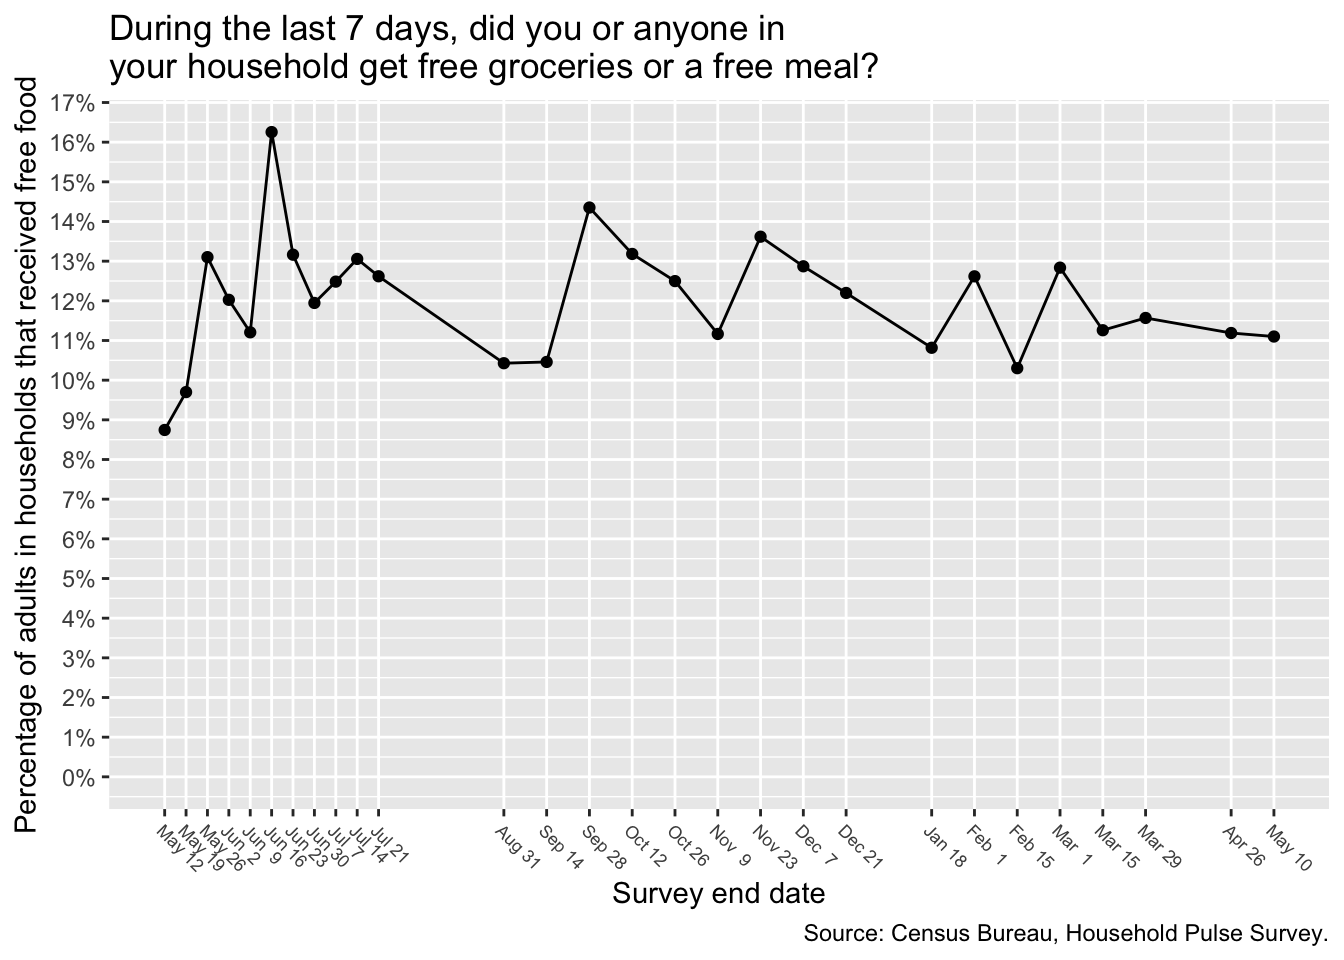 During the last 7 days, did you or anyone in
your household get free groceries or a free meal?
Percentage of adults in households that received free food
17%
16%
15%
14%
13%
12%
11%
10%
9%
8%
7%
6%
5%
4%
3%
2%
1%
0%
May 12
May 19
May 26
Jun 2
Jun 9
Jun 16
Jun 23
Jun 30
Jul 7
Jul 14
Jul 21
Aug 31
Sep 14
Sep 28
Oct 12
Oct 26
Nov 9
Nov 23
Dec 7
Dec 21
Jan 18
Feb 1
Feb 15
Mar 1
Mar 15
Mar 29
Apr 26
May 10
Survey end date
Source: Census Bureau, Household Pulse Survey.